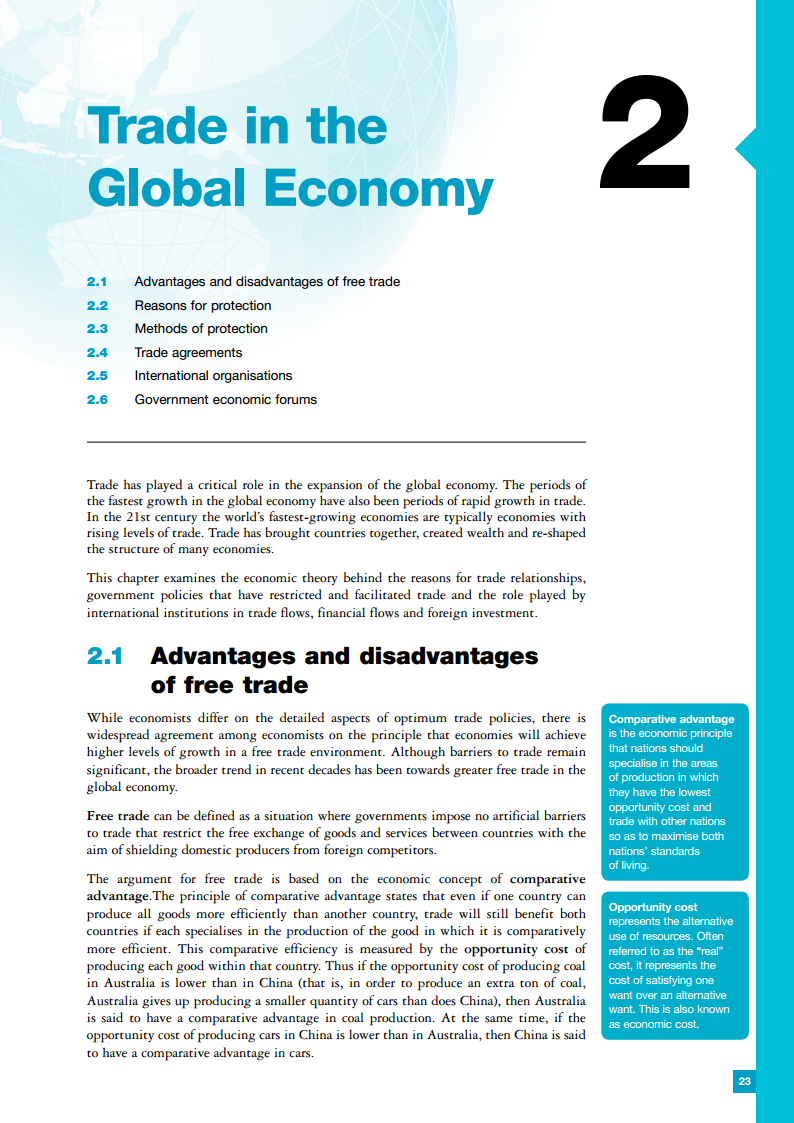 Trade in the
Global Economy
2
2.1 Advantages and disadvantages of free trade
2.2 Reasons for protection
2.3 Methods of protection
2.4 Trade agreements
2.5 International organisations
2.6 Government economic forums
Trade has played a critical role in the expansion of the global economy. The periods of
the fastest growth in the global economy have also been periods of rapid growth in trade.
In the 21st century the world's fastest-growing economies are typically economies with
rising levels of trade. Trade has brought countries together, created wealth and re-shaped
the structure of many economies.
This chapter examines the economic theory behind the reasons for trade relationships,
government policies that have restricted and facilitated trade and the role played by
international institutions in trade flows, financial flows and foreign investment.
2.1 Advantages and disadvantages
of free trade
While economists differ on the detailed aspects of optimum trade policies, there is
widespread agreement among economists on the principle that economies will achieve
higher levels of growth in a free trade environment. Although barriers to trade remain
significant, the broader trend in recent decades has been towards greater free trade in the
global economy.
Free trade can be defined as a situation where governments impose no artificial barriers
to trade that restrict the free exchange of goods and services between countries with the
aim of shielding domestic producers from foreign competitors.
The argument for free trade is based on the economic concept of comparative
advantage.The principle of comparative advantage states that even if one country can
produce all goods more efficiently than another country, trade will still benefit both
countries if each specialises in the production of the good in which it is comparatively
more efficient. This comparative efficiency is measured by the opportunity cost of
producing each good within that country. Thus if the opportunity cost of producing coal
in Australia is lower than in China (that is, in order to produce an extra ton of coal,
Australia gives up producing a smaller quantity of cars than does China), then Australia
is said to have a comparative advantage in coal production. At the same time, if the
opportunity cost of producing cars in China is lower than in Australia, then China is said
to have a comparative advantage in cars.
Comparative advantage
is the economic principle
that nations should
specialise in the areas
of production in which
they have the lowest
opportunity cost and
trade with other nations
so as to maximise both
nations' standards
of living.
Opportunity cost
represents the alternative
use of resources. Often
referred to as the "real"
cost, it represents the
cost of satisfying one
want over an alternative
want. This is also known
as economic cost.
23